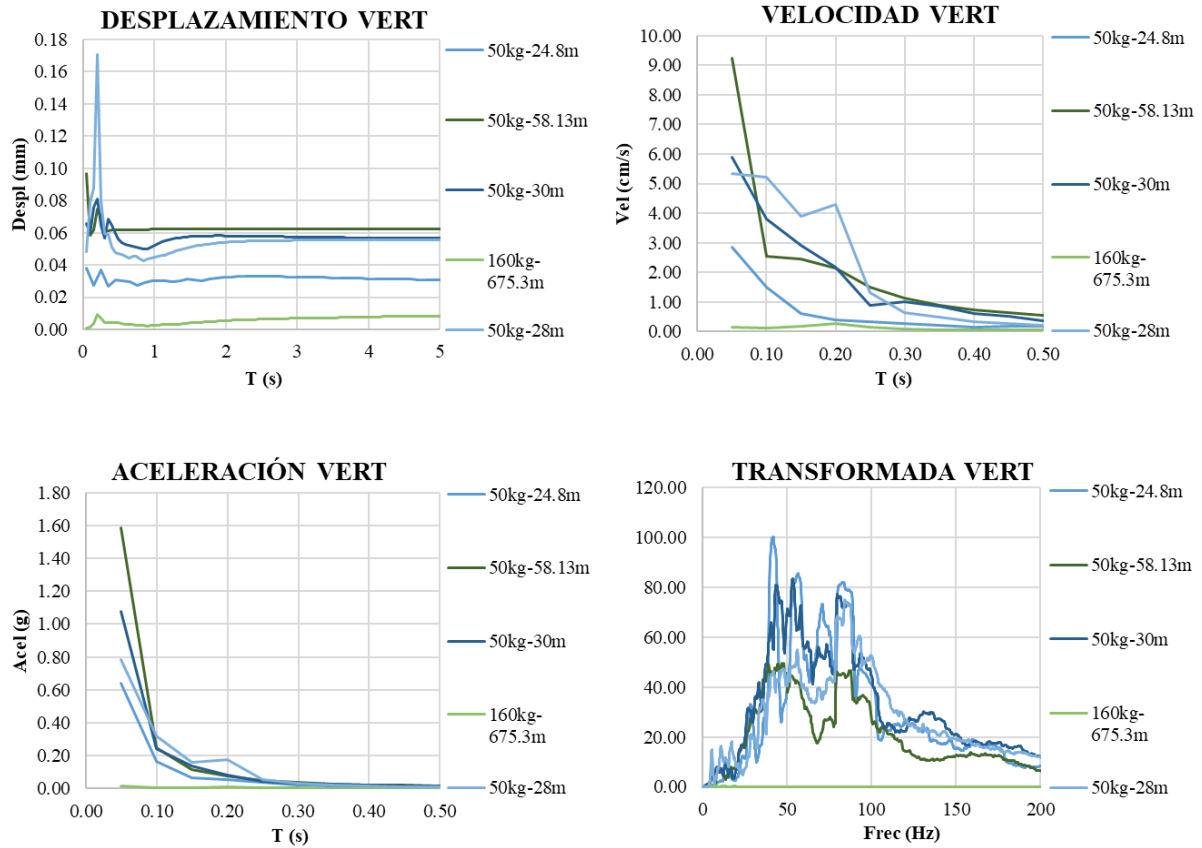 DESPLAZAMIENTO VERT
0.18
0.16
0.14
0.12
0.10
0.08
0.06
0.04
0.02
0.00
Despl (mm)
0
1
2
3
4
5
T (s)
50kg-24.8m
50kg-58.13m
50kg-30m
160kg-
675.3m
50kg-28m
VELOCIDAD VERT
10.00
9.00
8.00
7.00
6.00
5.00
4.00
3.00
2.00
1.00
0.00
Vel (cm/s)
0.00
0.10
0.20
0.30
0.40
0.50
T (s)
50kg-24.8m
50kg-58.13m
50kg-30m
160kg-
675.3m
50kg-28m
ACELERACIÓN VERT
1.80
1.60
1.40
1.20
1.00
0.80
0.60
0.40
0.20
0.00
Acel (g)
0.00
0.10
0.20
0.30
0.40
0.50
T (s)
50kg-24.8m
50kg-58.13m
50kg-30m
160kg-
675.3m
50kg-28m
TRANSFORMADA VERT
120.00
100.00
80.00
60.00
40.00
20.00
0.00
0
50
100
150
200
Frec (Hz)
50kg-24.8m
50kg-58.13m
50kg-30m
160kg-
675.3m
50kg-28m